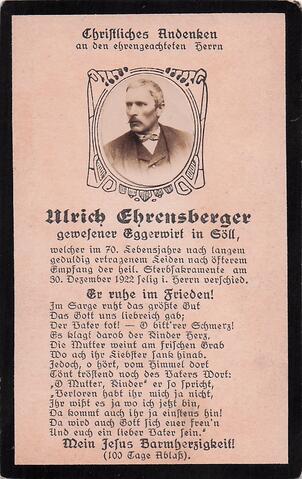 Christliches Andenken
an den ehrengeachteten Herrn
Ulrich Ehrensberger
gewesener Eggerwirt in Söll,
welcher im 70. Lebensjahre nach langem
geduldig ertragenem Leiden nach öfterem
Empfang der heil. Sterbsakramente am
30. Dezember 1922 selig i. Herrn verschied.
Er ruhe im Frieden!
Im Sarge ruht das größte Gut
Das Gott uns liebreich gab;
Der Vater tot! — O bitt'rer Schmerz!
Es klagt darob der Kinder Herz,
Die Mutter weint am frischen Grab
Wo ach ihr Liebster sank hinab.
Jedoch, o hört, vom Himmel dort
Tönt tröstend noch des Vaters Wort:
„O Mutter, Kinder" er so spricht,
„Verloren habt ihr mich ja nicht,
Ihr wißt es ja wo ich jetzt bin,
Da kommt auch ihr ja einstens hin!
Da wird auch Gott sich euer freu'n
Und euch ein lieber Vater sein."
Mein Jesus Barmherzigkeit!
(100 Tage Ablaß).